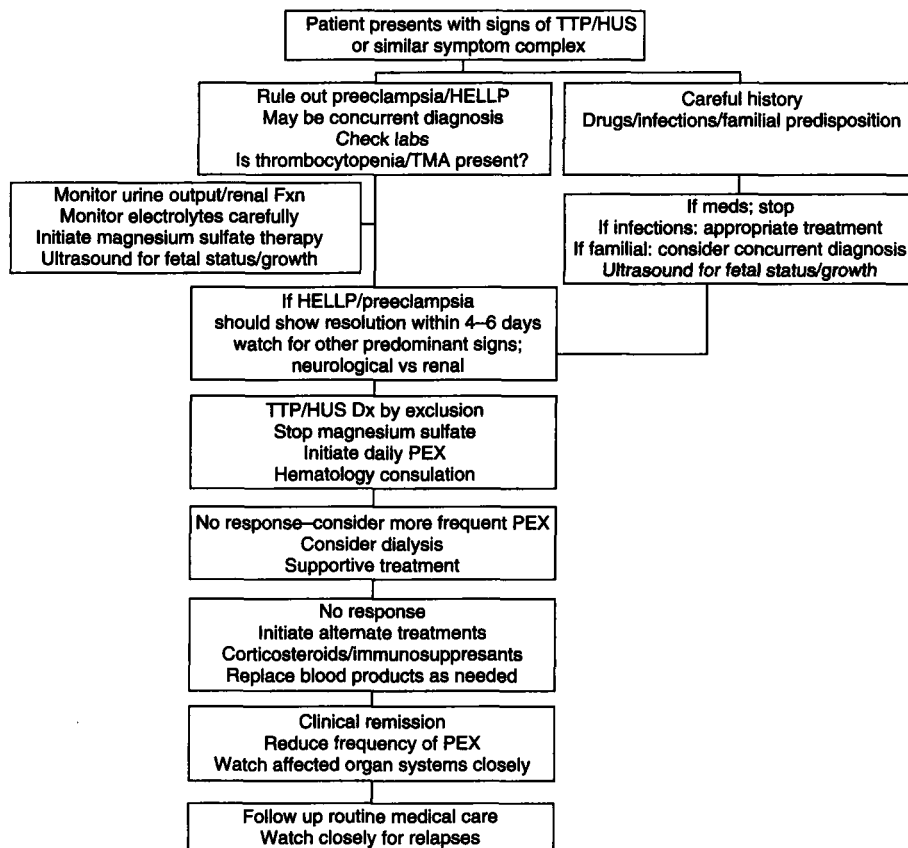 Patient presents with signs of TTP/HUS
or similar symptom complex
Rule out preeclampsia/HELLP
May be concurrent diagnosis
Check labs
Is thrombocytopenia/TMA present?
Careful history
Drugs/infections/familial predisposition
Monitor urine output/renal Fxn
Monitor electrolytes carefully
Initiate magnesium sulfate therapy
Ultrasound for fetal status/growth
If meds; stop
If infections: appropriate treatment
If familial: consider concurrent diagnosis
Ultrasound for fetal status/growth
If HELLP/preeclampsia
should show resolution within 4–6 days
watch for other predominant signs;
neurological vs renal
TTP/HUS Dx by exclusion
Stop magnesium sulfate
Initiate daily PEX
Hematology consulation
No response–consider more frequent PEX
Consider dialysis
Supportive treatment
No response
Initiate alternate treatments
Corticosteroids/immunosuppresants
Replace blood products as needed
Clinical remission
Reduce frequency of PEX
Watch affected organ systems closely
Follow up routine medical care
Watch closely for relapses